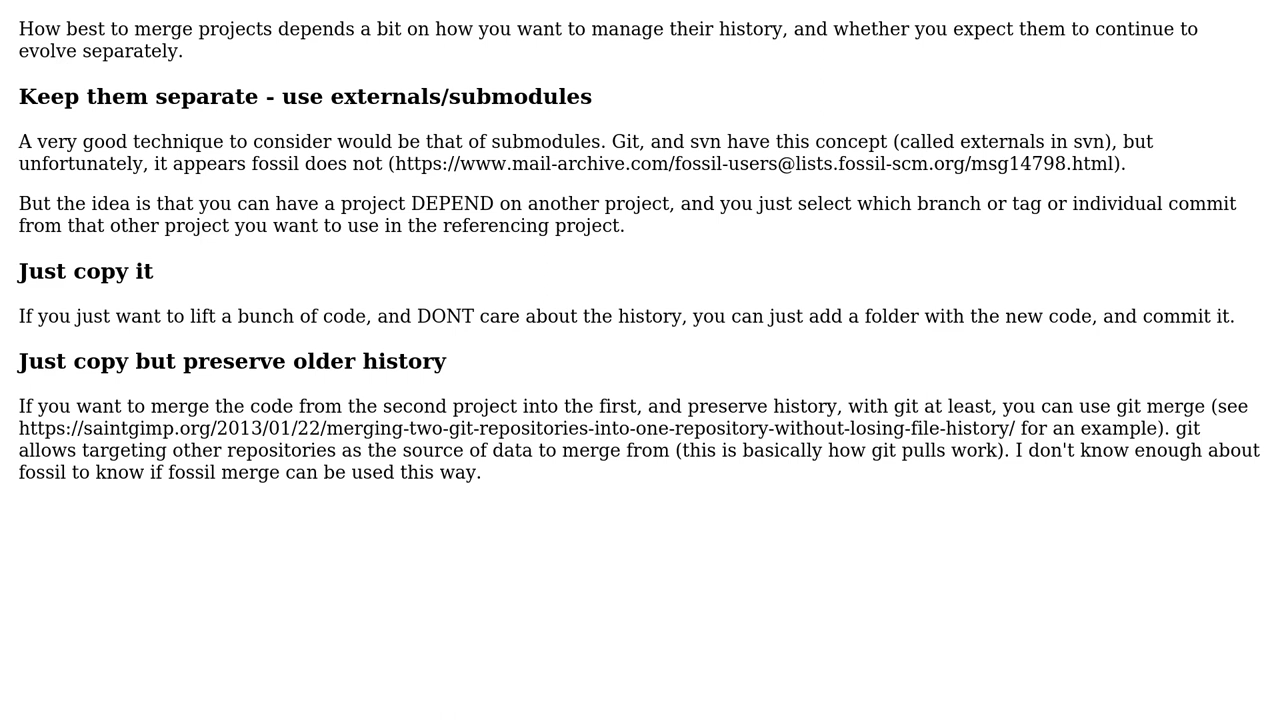 How best to merge projects depends a bit on how you want to manage their history, and whether you expect them to continue to
evolve separately.
Keep them separate - use externals/submodules
A very good technique to consider would be that of submodules. Git, and svn have this concept (called externals in svn), but
unfortunately, it appears fossil does not (https://www.mail-archive.com/fossil-users@lists.fossil-scm.org/msg14798.html).
But the idea is that you can have a project DEPEND on another project, and you just select which branch or tag or individual commit
from that other project you want to use in the referencing project.
Just copy it
If you just want to lift a bunch of code, and DONT care about the history, you can just add a folder with the new code, and commit it.
Just copy but preserve older history
If you want to merge the code from the second project into the first, and preserve history, with git at least, you can use git merge (see
https://saintgimp.org/2013/01/22/merging-two-git-repositories-into-one-repository-without-losing-file-history/ for an example). git
allows targeting other repositories as the source of data to merge from (this is basically how git pulls work). I don't know enough about
fossil to know if fossil merge can be used this way.